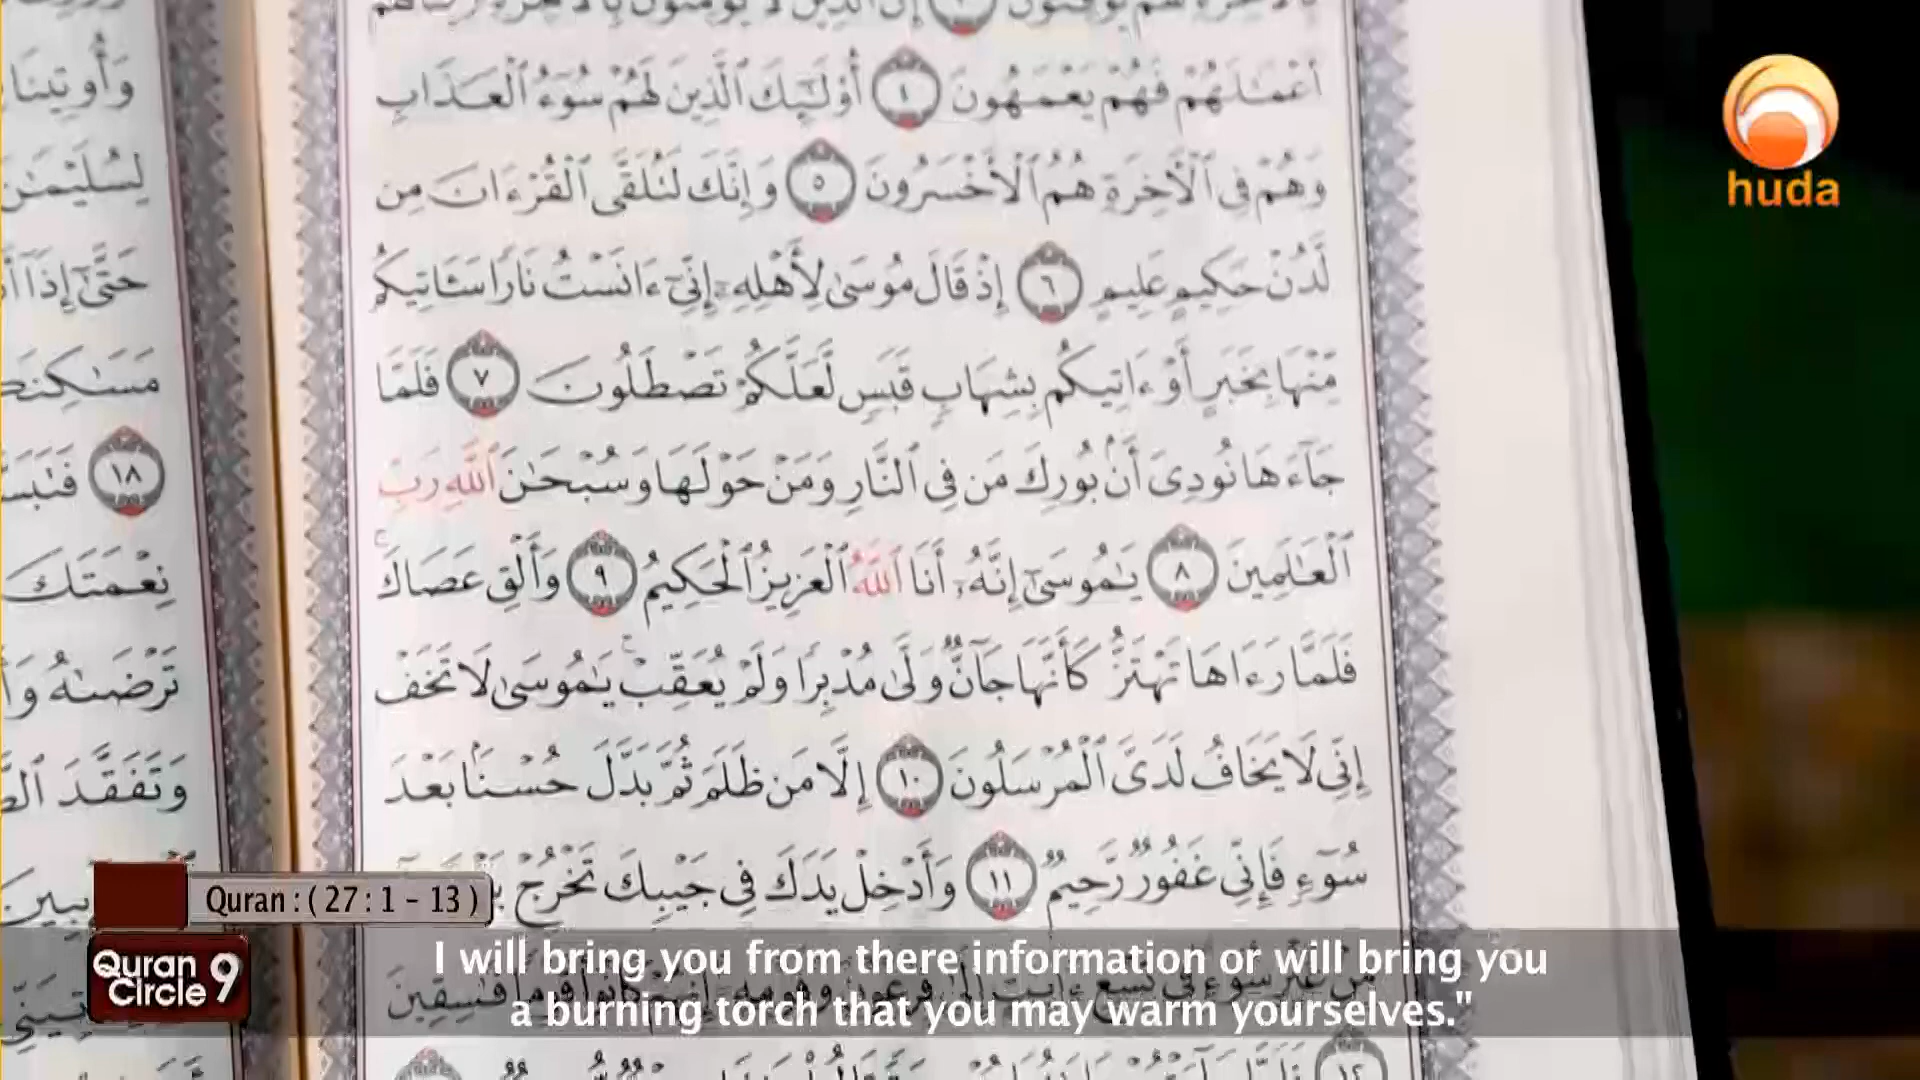 أَعْمَٰلَهُمْ فَهُمْ يَعْمَهُونَ ٤ أُوْلَٰٓئِكَ ٱلَّذِينَ لَهُمْ سُوٓءُ ٱلْعَذَابِ
وَهُمْ فِى ٱلْأَخِرَةِ هُمُ ٱلْأَخْسَرُونَ ٥ وَإِنَّكَ لَتُلَقَّى ٱلْقُرْءَانَ مِن
لَّدُنْ حَكِيمٍ عَلِيمٍ ٦ إِذْ قَالَ مُوسَىٰ لِأَهْلِهِۦٓ إِنِّىٓ ءَانَسْتُ نَارًا سَـَٔاتِيكُم
مِّنْهَا بِخَبَرٍ أَوْ ءَاتِيكُم بِشِهَابٍ قَبَسٍ لَّعَلَّكُمْ تَصْطَلُونَ ٧ فَلَمَّا
جَآءَهَا نُودِىَ أَنۢ بُورِكَ مَن فِى ٱلنَّارِ وَمَنْ حَوْلَهَا وَسُبْحَٰنَ ٱللَّهِ رَبِّ
ٱلْعَٰلَمِينَ ٨ يَٰمُوسَىٰٓ إِنَّهُۥٓ أَنَا ٱللَّهُ ٱلْعَزِيزُ ٱلْحَكِيمُ ٩ وَأَلْقِ عَصَاكَ ۚ
فَلَمَّا رَءَاهَا تَهْتَزُّ كَأَنَّهَا جَآنٌّ وَلَّىٰ مُدْبِرًا وَلَمْ يُعَقِّبْ ۚ يَٰمُوسَىٰ لَا تَخَفْ
إِنِّى لَا يَخَافُ لَدَىَّ ٱلْمُرْسَلُونَ ١٠ إِلَّا مَن ظَلَمَ ثُمَّ بَدَّلَ حُسْنًۢا بَعْدَ
سُوٓءٍ فَإِنِّى غَفُورٌ رَّحِيمٌ ١١ وَأَدْخِلْ يَدَكَ فِى جَيْبِكَ تَخْرُجْ
وَأُوتِينَا
لِسُلَيْمَٰنَ
حَتَّىٰٓ إِذَآ
مَسَٰكِنَكُ
١٨
نِعْمَتَكَ
تَرْضَىٰهُ
وَتَفَقَّدَ
huda
Quran : ( 27 : 1 - 13 )
Quran Circle 9
I will bring you from there information or will bring you
a burning torch that you may warm yourselves."